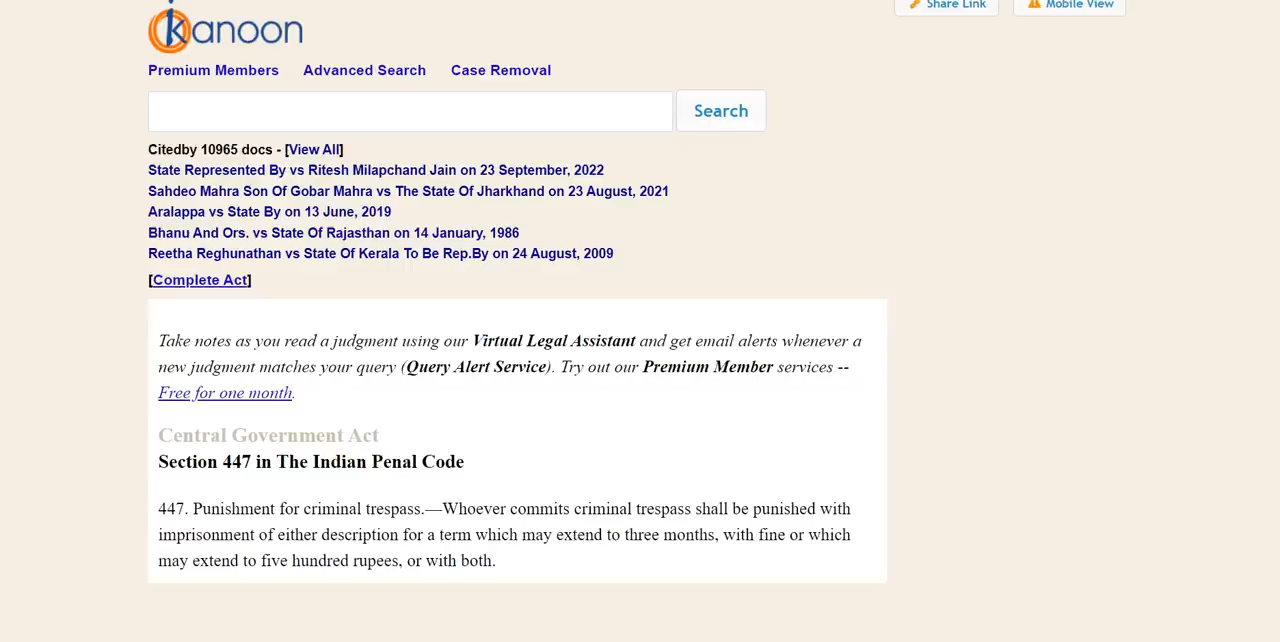 Share Link
Mobile View
kanoon
Premium Members Advanced Search Case Removal
Search
Citedby 10965 docs - [View All]
State Represented By vs Ritesh Milapchand Jain on 23 September, 2022
Sahdeo Mahra Son Of Gobar Mahra vs The State Of Jharkhand on 23 August, 2021
Aralappa vs State By on 13 June, 2019
Bhanu And Ors. vs State Of Rajasthan on 14 January, 1986
Reetha Reghunathan vs State Of Kerala To Be Rep.By on 24 August, 2009
[Complete Act]
Take notes as you read a judgment using our Virtual Legal Assistant and get email alerts whenever a
new judgment matches your query (Query Alert Service). Try out our Premium Member services --
Free for one month.
Central Government Act
Section 447 in The Indian Penal Code
447. Punishment for criminal trespass.—Whoever commits criminal trespass shall be punished with
imprisonment of either description for a term which may extend to three months, with fine or which
may extend to five hundred rupees, or with both.